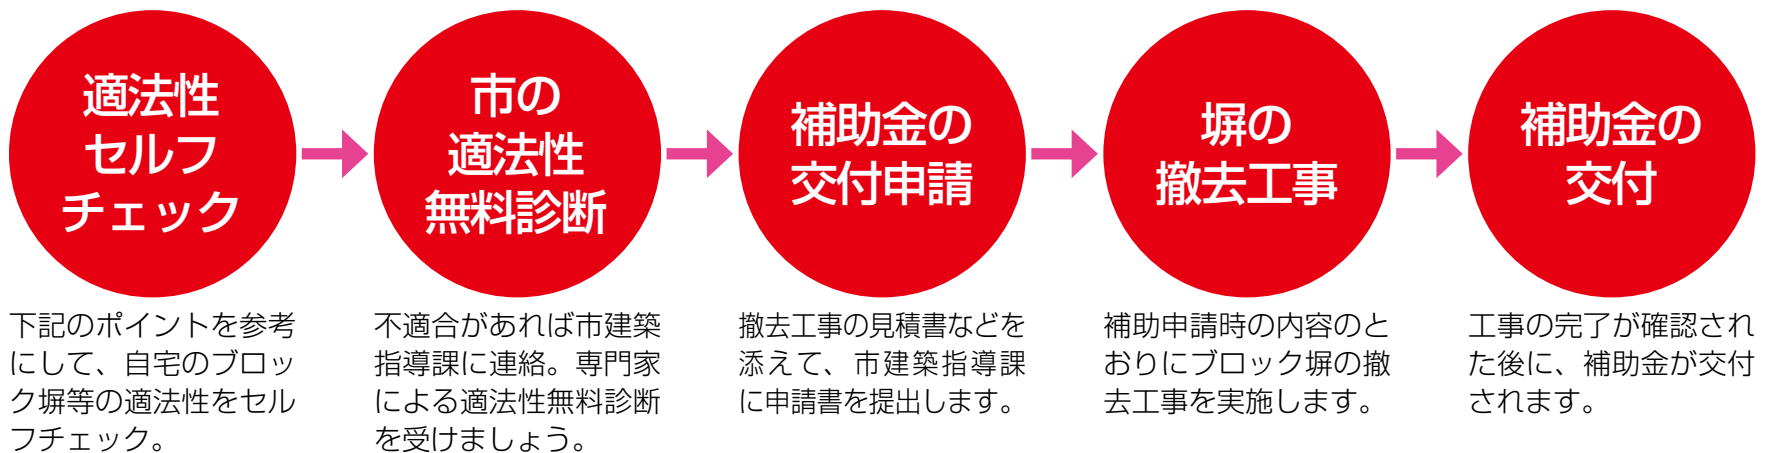 適法性
セルフ
チェック
下記のポイントを参考
にして、自宅のブロッ
ク塀等の適法性をセル
フチェック。
市の
適法性
無料診断
不適合があれば市建築
指導課に連絡。専門家
による適法性無料診断
を受けましょう。
補助金の
交付申請
撤去工事の見積書などを
添えて、市建築指導課
に申請書を提出します。
塀の
撤去工事
補助申請時の内容のと
おりにブロック塀の撤
去工事を実施します。
補助金の
交付
工事の完了が確認され
た後に、補助金が交付
されます。